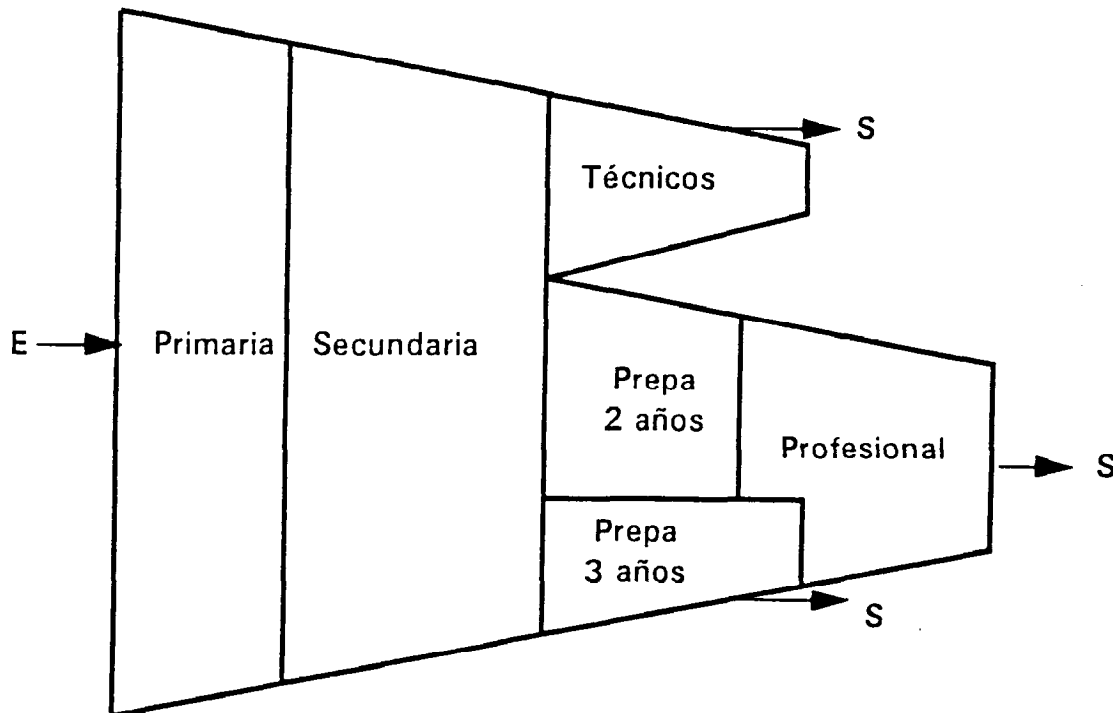 S
Técnicos
E
Primaria
Secundaria
Prepa
2 años
Profesional
S
Prepa
3 años
S